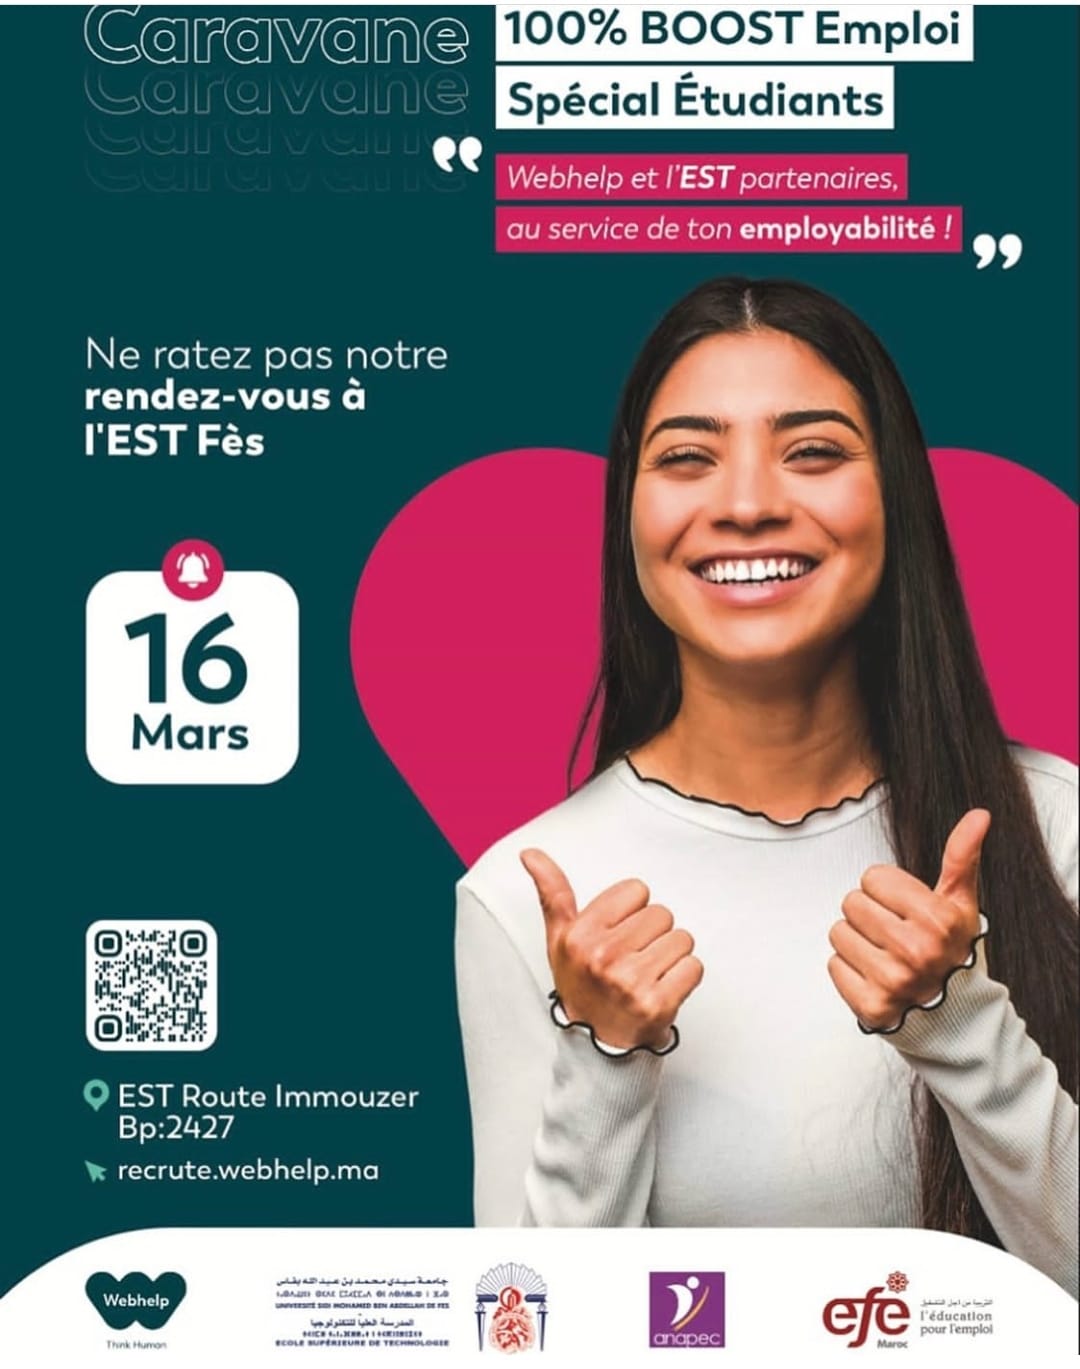 Caravane
Caravane
Caravane
Caravane
100% BOOST Emploi
Spécial Étudiants
Webhelp et l'EST partenaires,
au service de ton employabilité !
Ne ratez pas notre
rendez-vous à
l'EST Fès
16
Mars
EST Route Immouzer
Bp:2427
recrute.webhelp.ma
Webhelp
Think Human
جامعة سيدي محمد بن عبد الله بفاس
UNIVERSITÉ SIDI MOHAMED BEN ABDELLAH DE FES
المدرسة العليا للتكنولوجيا
ECOLE SUPÉRIEURE DE TECHNOLOGIE
anapec
efe
Maroc
التربية من أجل التشغيل
l'éducation
pour l'emploi